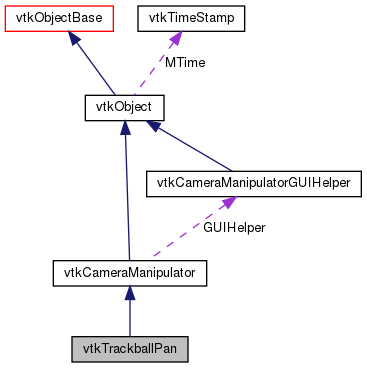 vtkObjectBase
vtkTimeStamp
MTime
vtkObject
vtkCameraManipulatorGUIHelper
GUIHelper
vtkCameraManipulator
vtkTrackballPan